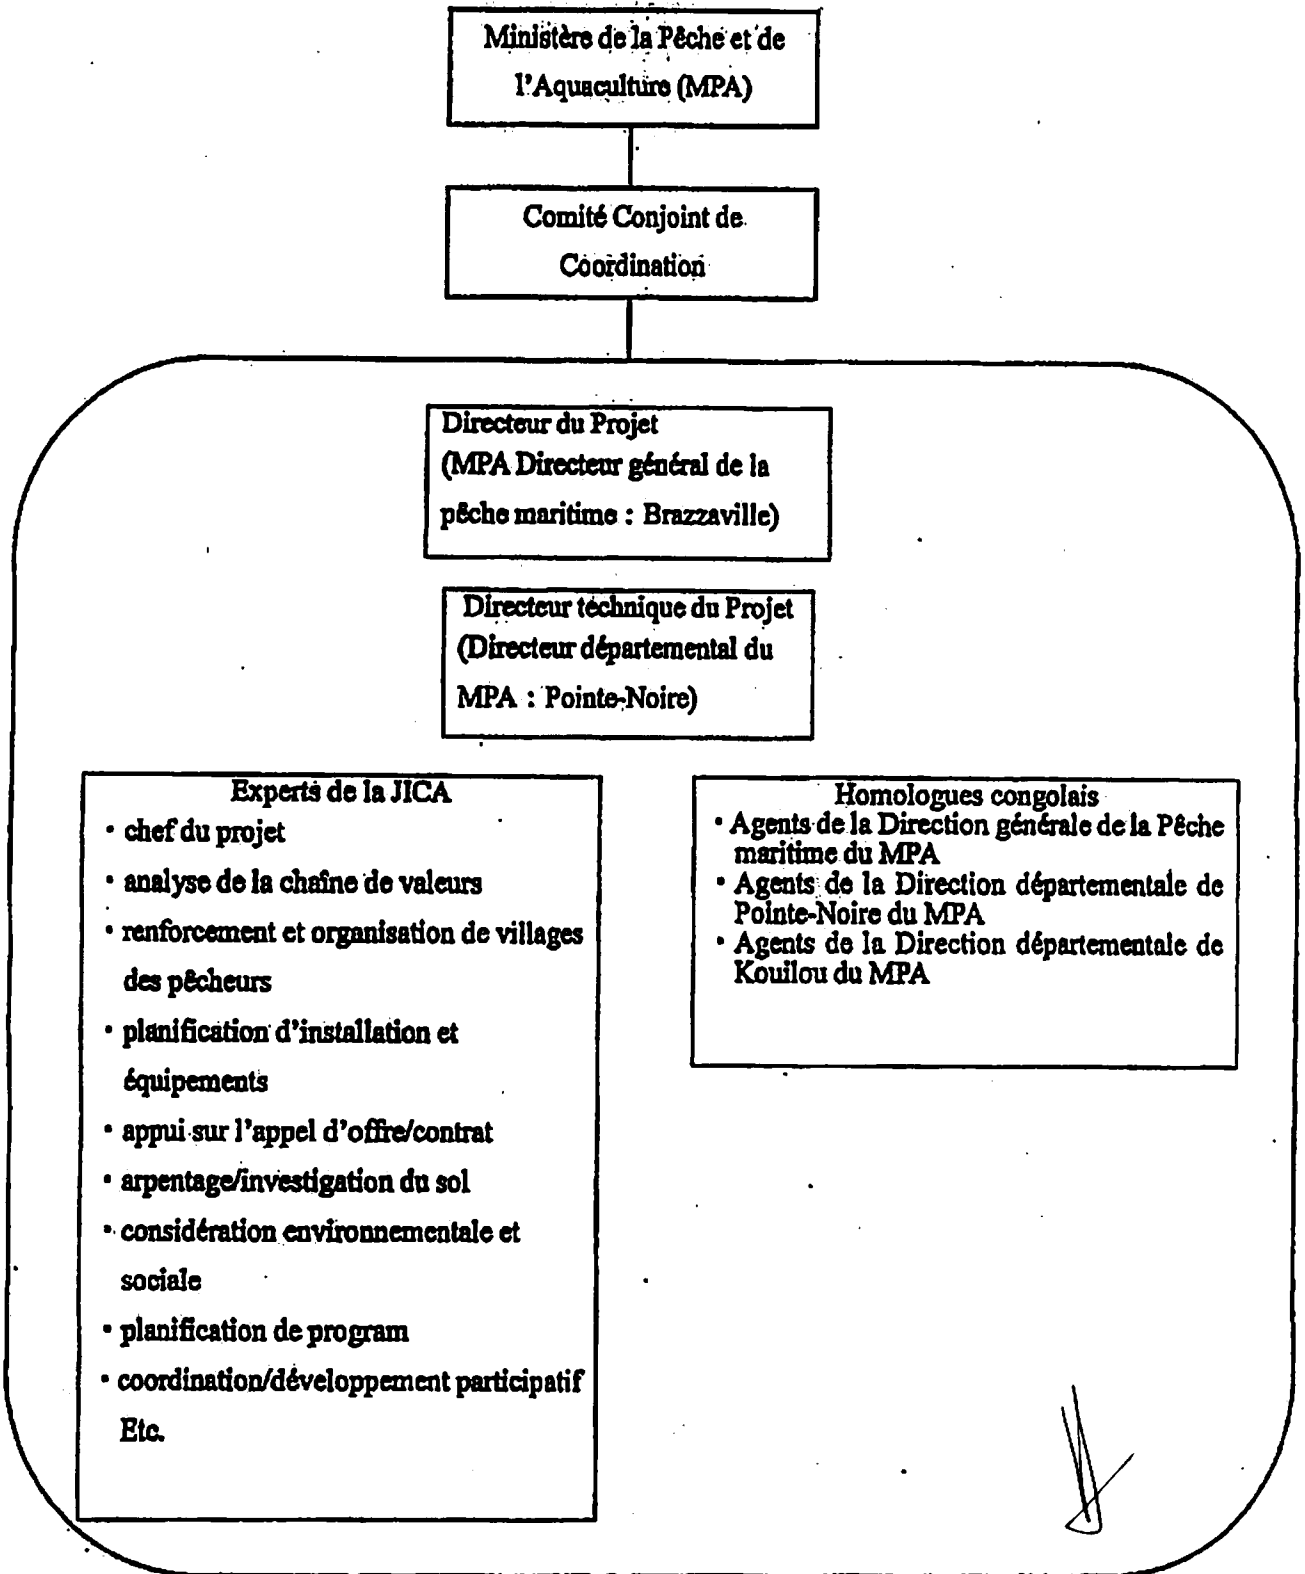 Ministère de la Pêche et de
l'Aquaculture (MPA)
Comité Conjoint de
Coordination
Directeur du Projet
(MPA Directeur général de la
pêche maritime : Brazzaville)
Directeur technique du Projet
(Directeur départemental du
MPA : Pointe-Noire)
Experts de la JICA
・chef du projet
・analyse de la chaîne de valeurs
・renforcement et organisation de villages
des pêcheurs
・planification d'installation et
équipements
・appui sur l'appel d'offre/contrat
・arpentage/investigation du sol
・considération environnementale et
sociale
・planification de program
・coordination/développement participatif
Etc.
Homologues congolais
・Agents de la Direction générale de la Pêche
maritime du MPA
・Agents de la Direction départementale de
Pointe-Noire du MPA
・Agents de la Direction départementale de
Kouilou du MPA